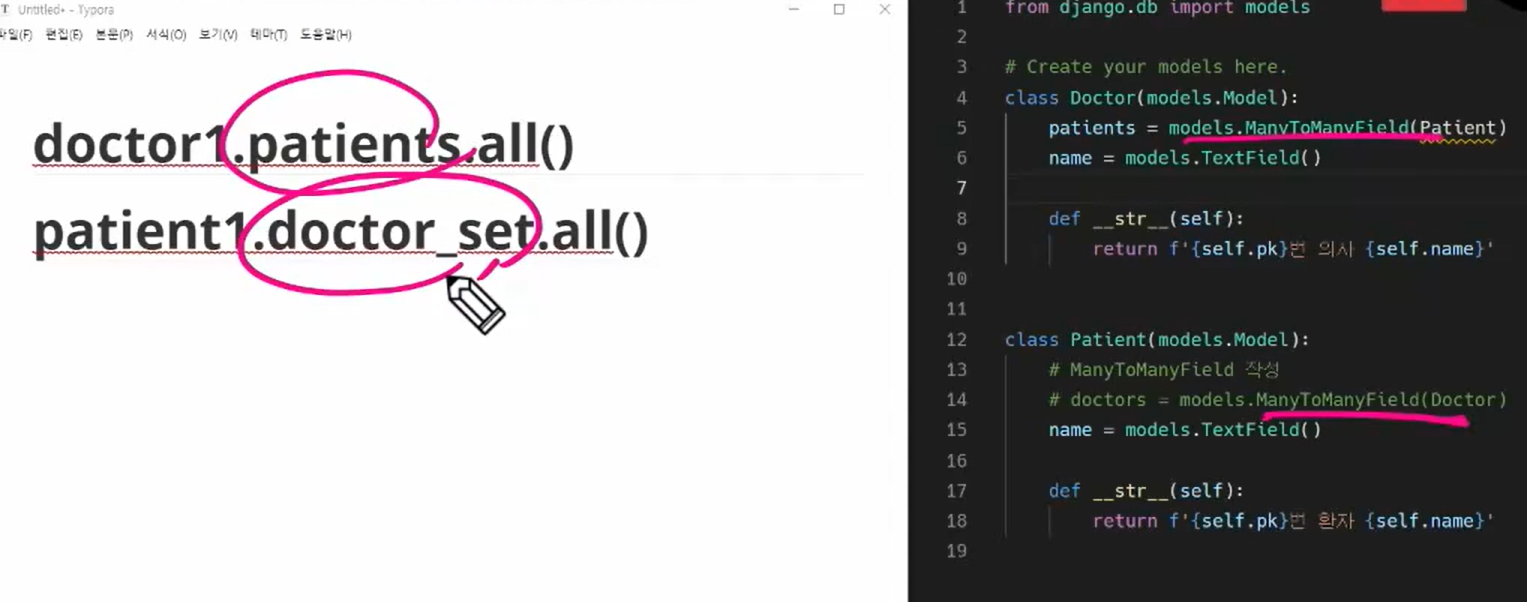 Untitled• - Typora
파일(F) 편집(E) 본문(P) 서식(O) 보기(V) 테마(T) 도움말(H)
doctor1.patients.all()
patient1.doctor_set.all()
1 from django.db import models
2
3 # Create your models here.
4 class Doctor(models.Model):
5 patients = models.ManyToManyField(Patient)
6 name = models.TextField()
7
8 def __str__(self):
9 return f'{self.pk}번 의사 {self.name}'
10
11
12 class Patient(models.Model):
13 # ManyToManyField 작성
14 # doctors = models.ManyToManyField(Doctor)
15 name = models.TextField()
16
17 def __str__(self):
18 return f'{self.pk}번 환자 {self.name}'
19